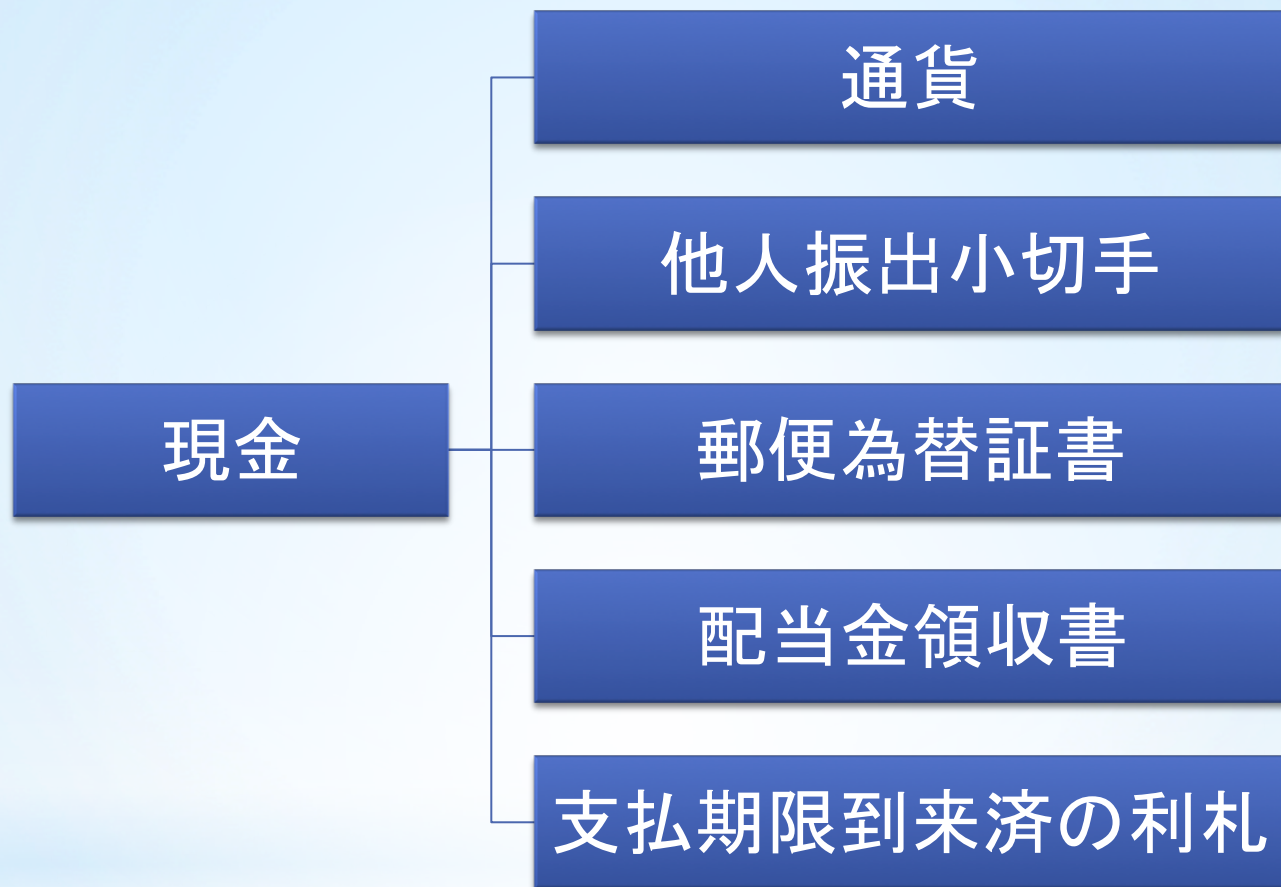 現金
通貨
他人振出小切手
郵便為替証書
配当金領収書
支払期限到来済の利札